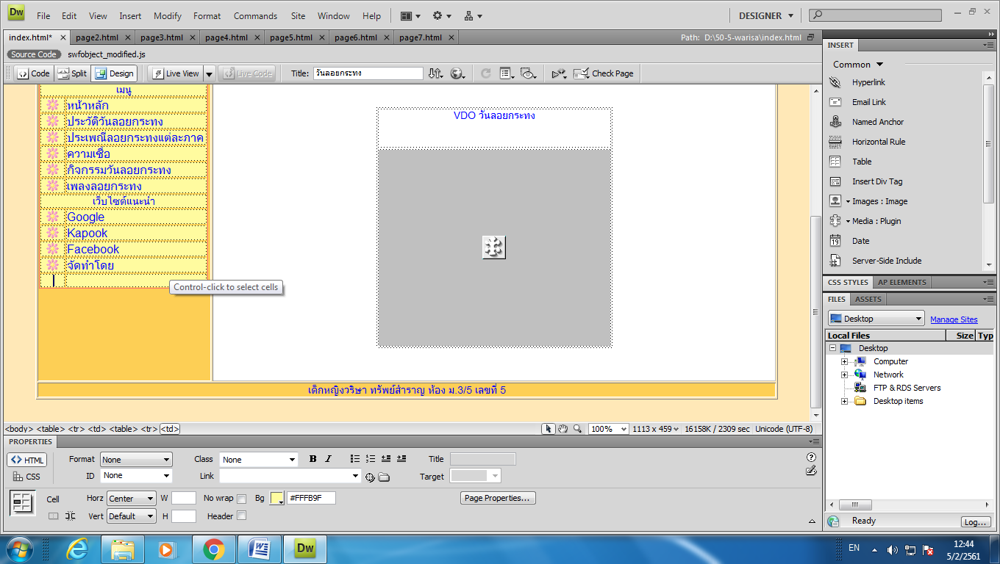 Dw File Edit View Insert Modify Format Commands Site Window Help DESIGNER
index.html* page2.html page3.html page4.html page5.html page6.html page7.html Path: D:\50-5-warisa\index.html
Source Code swfobject_modified.js
Code Split Design Live View Live Code Title: วันลอยกระทง Check Page
เมนู
หน้าหลัก
ประวัติวันลอยกระทง
ประเพณีลอยกระทงแต่ละภาค
ความเชื่อ
กิจกรรมวันลอยกระทง
เพลงลอยกระทง
เว็บไซต์แนะนำ
Google
Kapook
Facebook
จัดทำโดย
Control-click to select cells
VDO วันลอยกระทง
เด็กหญิงวริษา ทรัพย์สำราญ ห้อง ม.3/5 เลขที่ 5
<body> <table> <tr> <td> <table> <tr> <td> 100% 1113 x 459 16158K / 2309 sec Unicode (UTF-8)
PROPERTIES
HTML Format None Class None B I Title
CSS ID None Link Target
Cell Horz Center W No wrap Bg #FFFB9F Page Properties...
Vert Default H Header
INSERT
Common
Hyperlink
Email Link
Named Anchor
Horizontal Rule
Table
Insert Div Tag
Images : Image
Media : Plugin
19 Date
Server-Side Include
CSS STYLES AP ELEMENTS
FILES ASSETS
Desktop Manage Sites
Local Files Size Typ
Desktop
Computer
Network
FTP & RDS Servers
Desktop items
Ready Log...
W Dw EN 12:44
5/2/2561